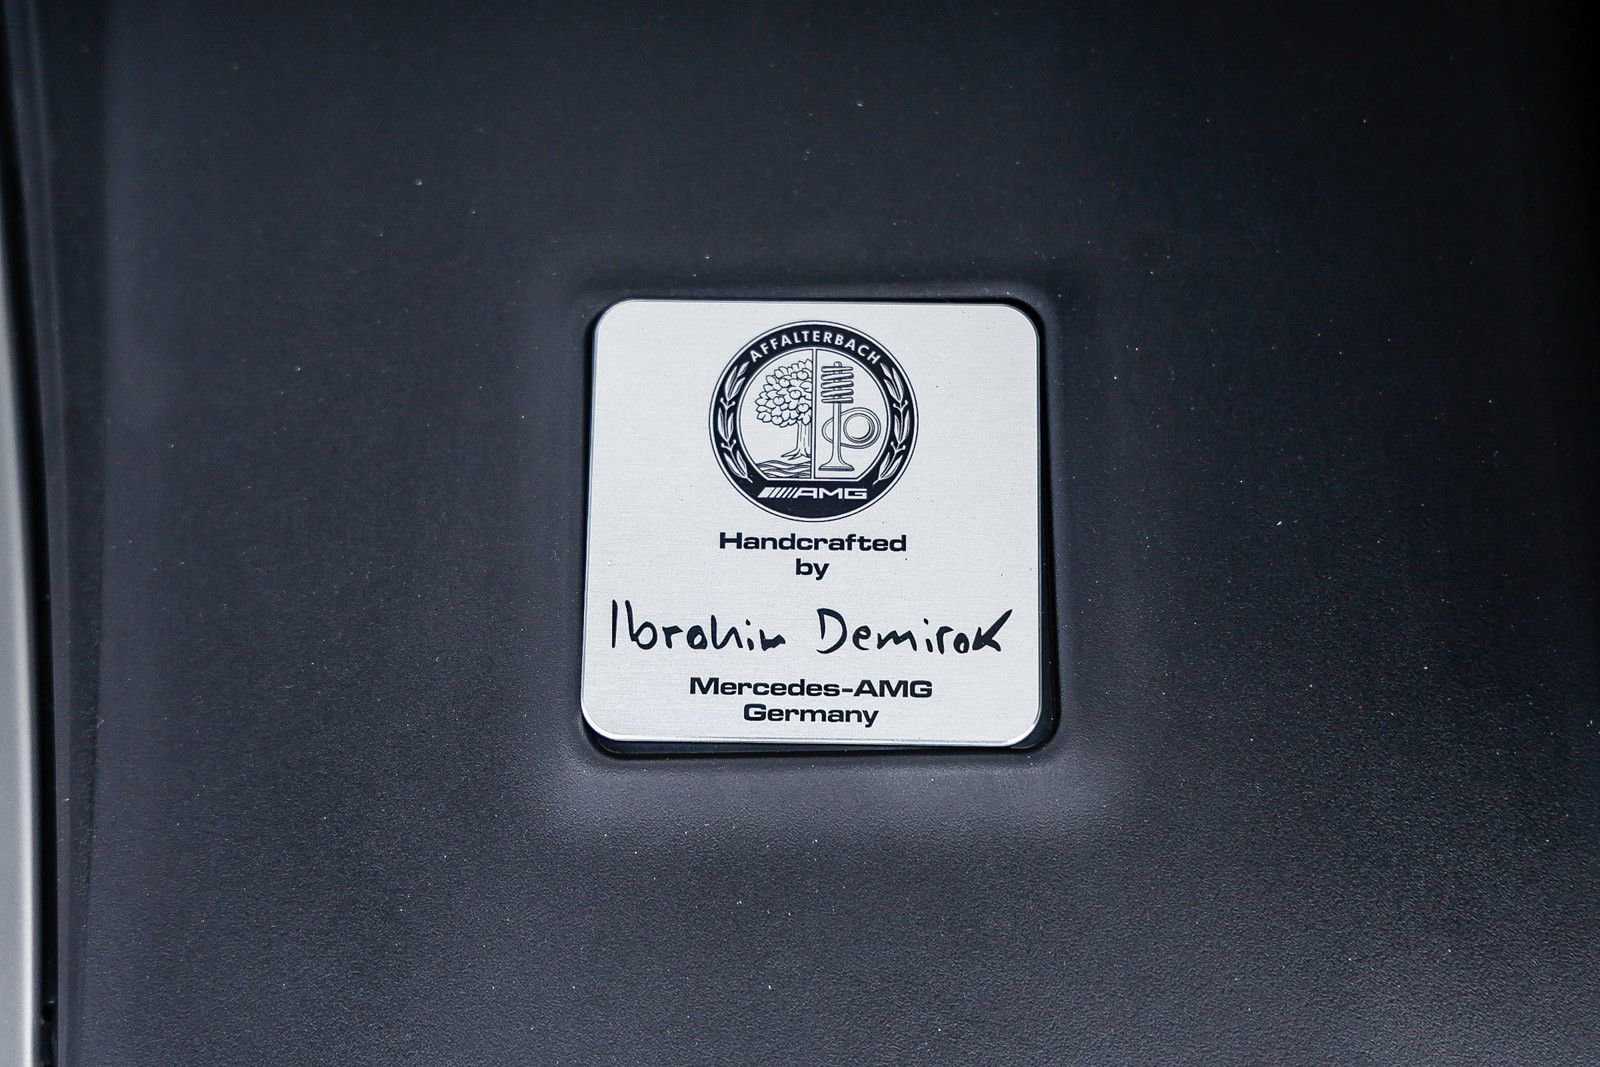 AFFALTERBACH
AMG
Handcrafted
by
Ibrahim Demirok
Mercedes-AMG
Germany